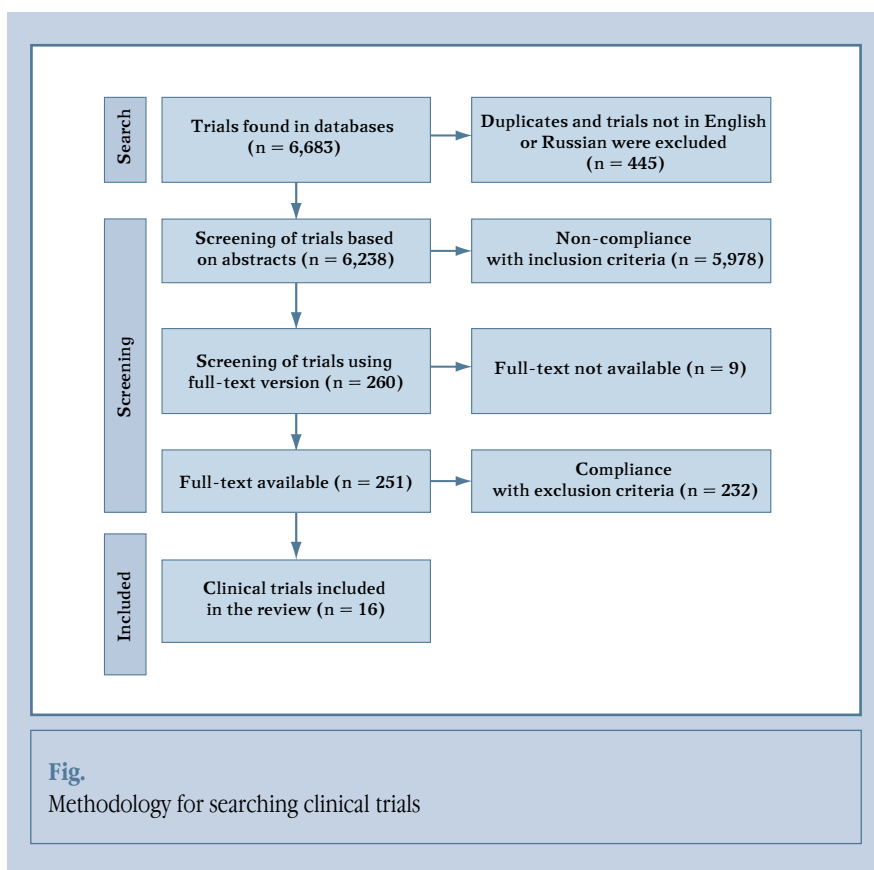 Search
Trials found in databases
(n = 6,683)
Duplicates and trials not in English
or Russian were excluded
(n = 445)
Screening
Screening of trials based
on abstracts (n = 6,238)
Non-compliance
with inclusion criteria (n = 5,978)
Screening of trials using
full-text version (n = 260)
Full-text not available (n = 9)
Full-text available (n = 251)
Compliance
with exclusion criteria (n = 232)
Included
Clinical trials included
in the review (n = 16)
Fig.
Methodology for searching clinical trials